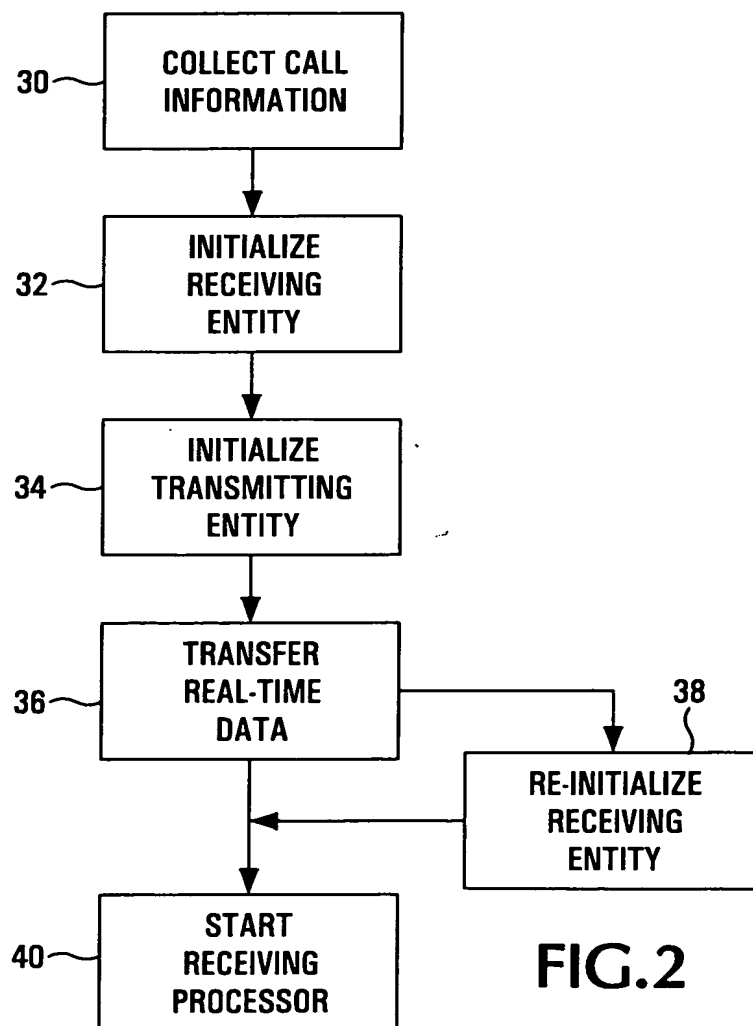 30
COLLECT CALL
INFORMATION
32
INITIALIZE
RECEIVING
ENTITY
34
INITIALIZE
TRANSMITTING
ENTITY
36
TRANSFER
REAL-TIME
DATA
38
RE-INITIALIZE
RECEIVING
ENTITY
40
START
RECEIVING
PROCESSOR
FIG.2